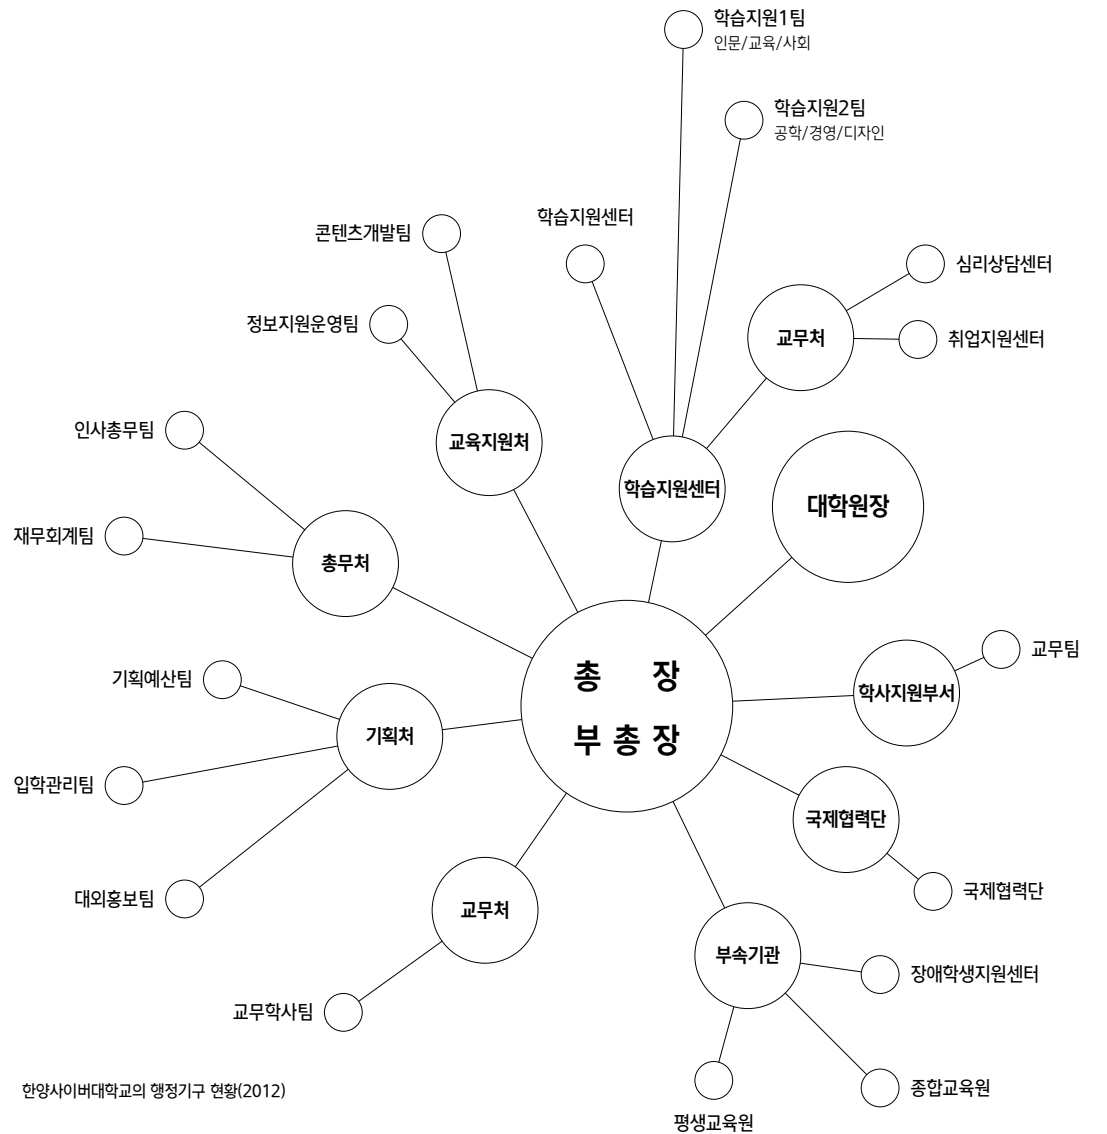 학습지원1팀
인문/교육/사회
학습지원2팀
공학/경영/디자인
학습지원센터
콘텐츠개발팀
심리상담센터
정보지원운영팀
교무처
취업지원센터
인사총무팀
교육지원처
학습지원센터
대학원장
재무회계팀
총무처
총 장
부 총 장
교무팀
기획예산팀
학사지원부서
기획처
입학관리팀
국제협력단
대외홍보팀
국제협력단
교무처
부속기관
장애학생지원센터
교무학사팀
종합교육원
한양사이버대학교의 행정기구 현황(2012)
평생교육원